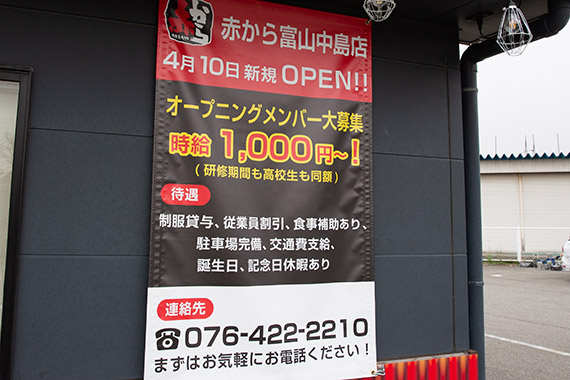 赤から
赤から富山中島店
4月10日 新規 OPEN!!
オープニングメンバー大募集
時給1,000円~!
(研修期間も高校生も同額)
待遇
制服貸与、従業員割引、食事補助あり、
駐車場完備、交通費支給、
誕生日、記念日休暇あり
連絡先
☎076-422-2210
まずはお気軽にお電話ください!